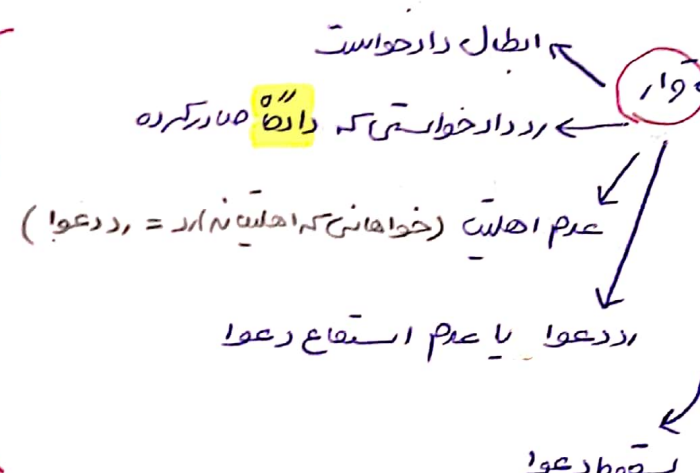 قرار
ابطال دادخواست
رد دادخواستی که دادگاه صادر کرده
عدم اهلیت (خواهانی که اهلیت ندارد = رد دعوا)
رد دعوا یا عدم استماع دعوا
سقوط دعوا